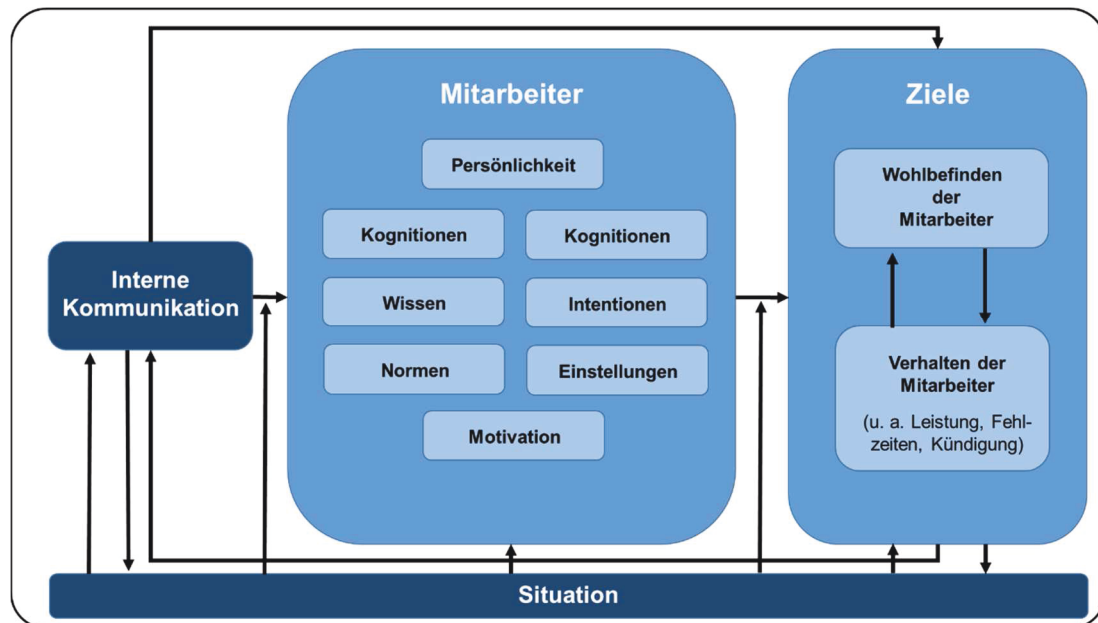 Mitarbeiter
Persönlichkeit
Kognitionen
Kognitionen
Wissen
Intentionen
Normen
Einstellungen
Motivation
Interne
Kommunikation
Ziele
Wohlbefinden
der
Mitarbeiter
Verhalten der
Mitarbeiter
(u. a. Leistung, Fehl-
zeiten, Kündigung)
Situation